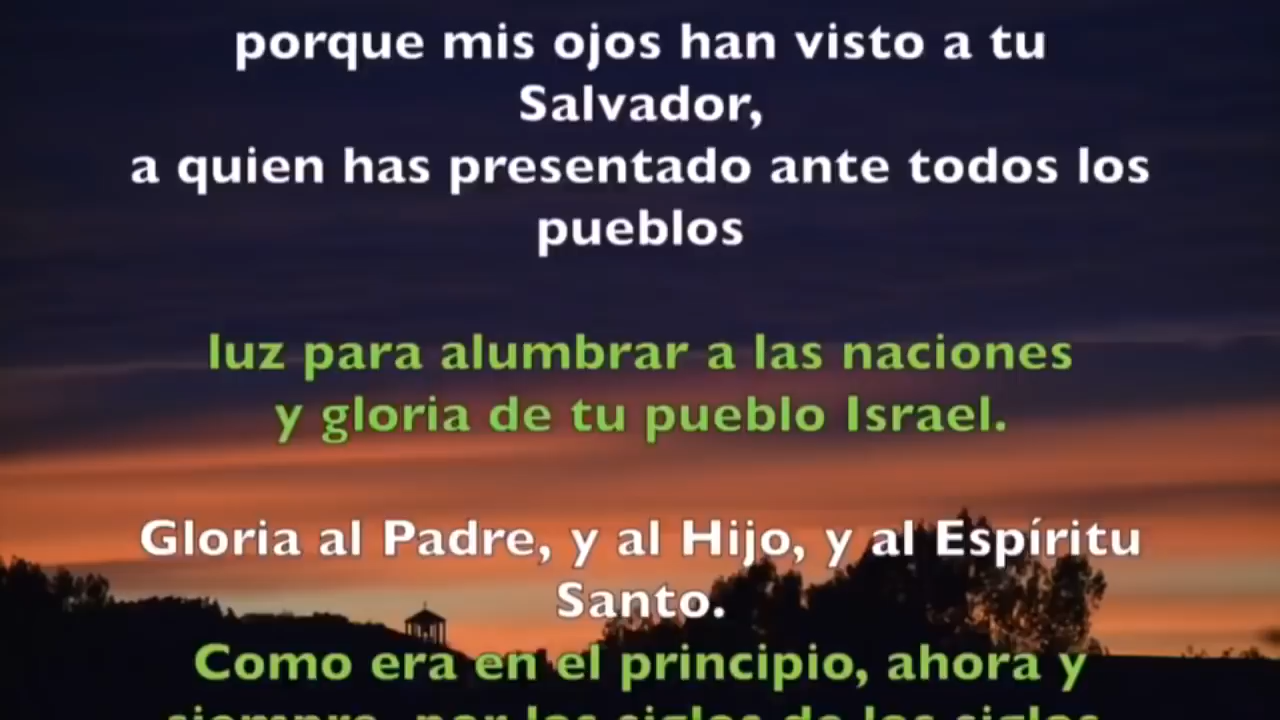 porque mis ojos han visto a tu
Salvador,
a quien has presentado ante todos los
pueblos
luz para alumbrar a las naciones
y gloria de tu pueblo Israel.
Gloria al Padre, y al Hijo, y al Espíritu
Santo.
Como era en el principio, ahora y
siempre, por los siglos de los siglos